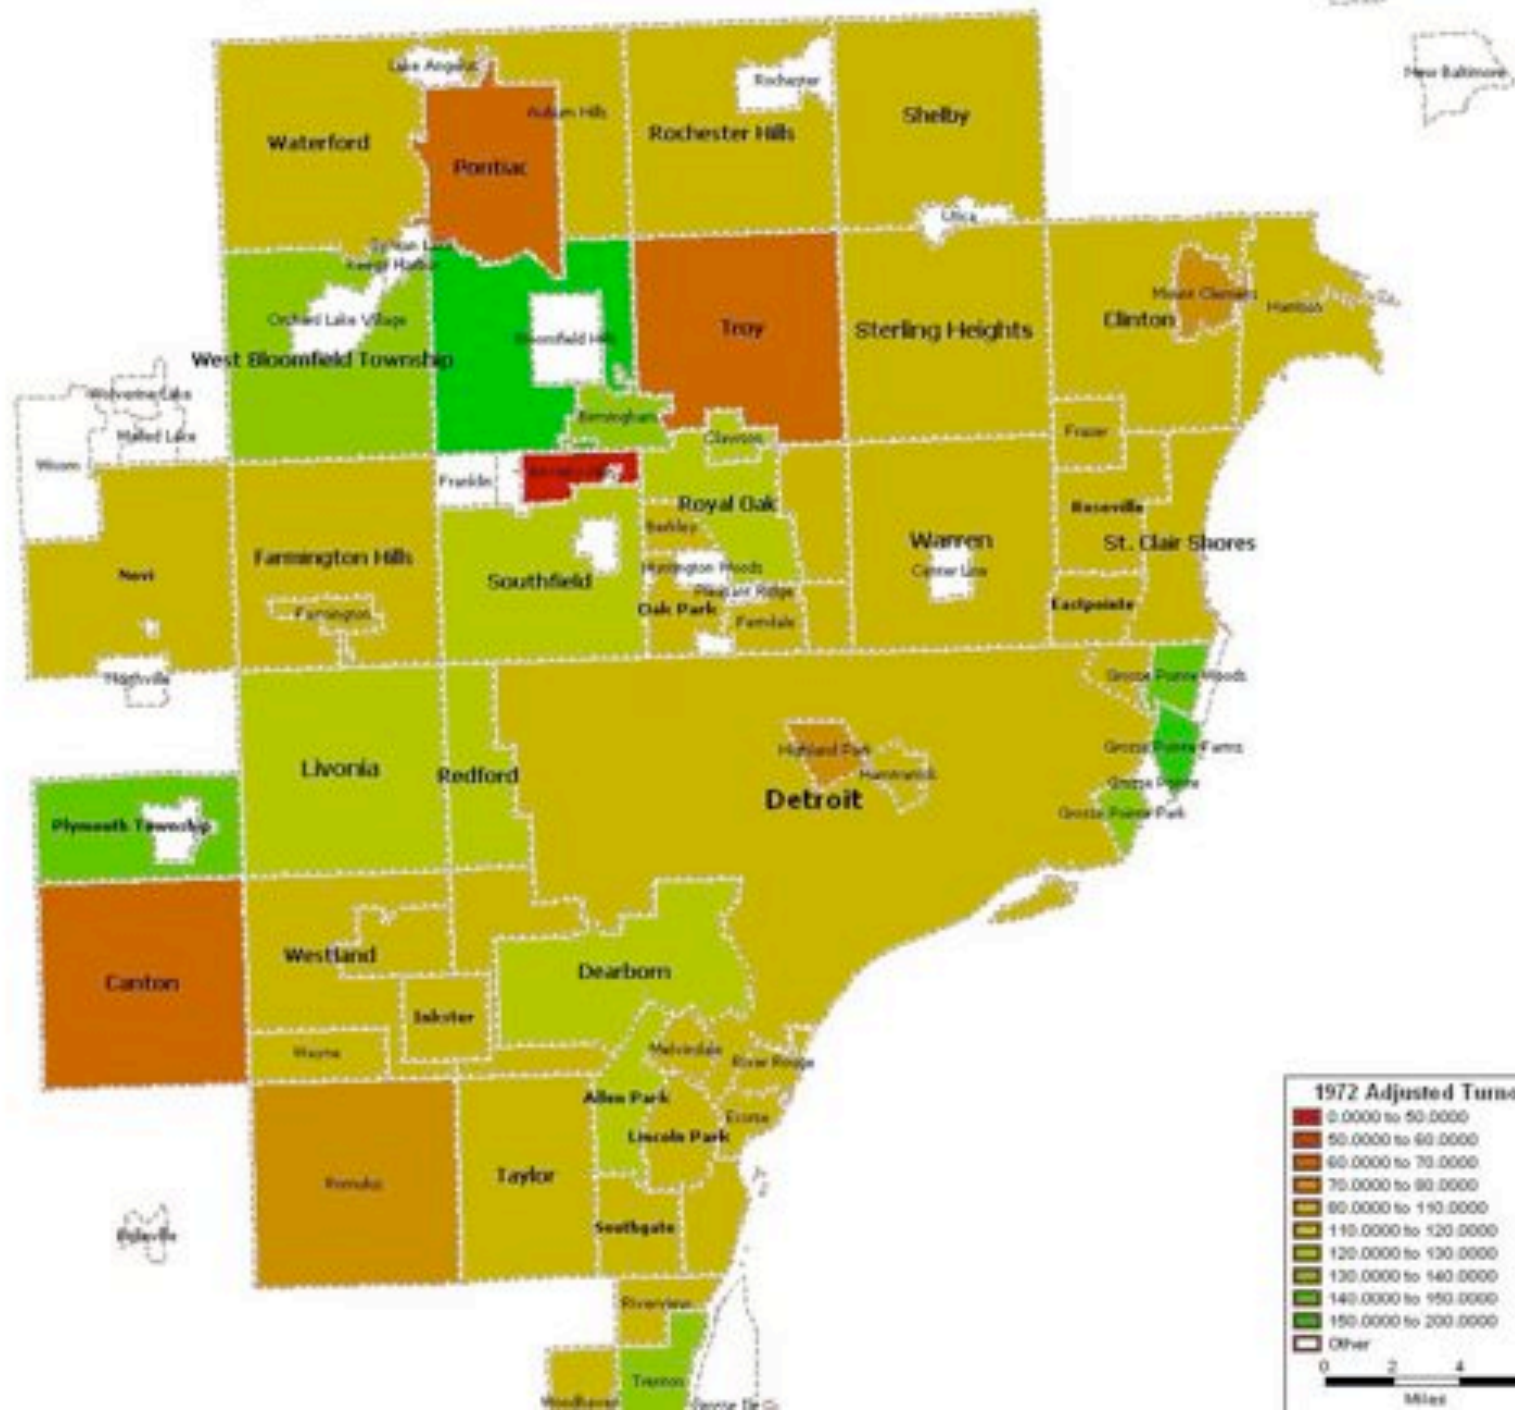 Lake Angelus
New Baltimore
Rochester
Auburn Hills
Shelby
Waterford
Rochester Hills
Pontiac
Utica
Sylvan Lake
Keego Harbor
Mount Clemens
Harrison
Orchard Lake Village
Clinton
Troy
Sterling Heights
Bloomfield Hills
West Bloomfield Township
Wolverine Lake
Walled Lake
Birmingham
Clawson
Fraser
Wixom
Franklin
Royal Oak
Roseville
Berkley
Warren
St. Clair Shores
Farmington Hills
Novi
Southfield
Huntington Woods
Center Line
Pleasant Ridge
Oak Park
Eastpointe
Farmington
Ferndale
Northville
Grosse Pointe Woods
Livonia
Redford
Highland Park
Grosse Pointe Farms
Hamtramck
Grosse Pointe
Detroit
Grosse Pointe Park
Plymouth Township
Westland
Dearborn
Canton
Inkster
Wayne
Melvindale
River Rouge
Allen Park
Ecorse
Lincoln Park
Romulus
Taylor
Southgate
Belleville
Riverview
Trenton
Woodhaven
1972 Adjusted Turno
0.0000 to 50.0000
50.0000 to 60.0000
60.0000 to 70.0000
70.0000 to 80.0000
80.0000 to 110.0000
110.0000 to 120.0000
120.0000 to 130.0000
130.0000 to 140.0000
140.0000 to 150.0000
150.0000 to 200.0000
Other
0 2 4
Miles